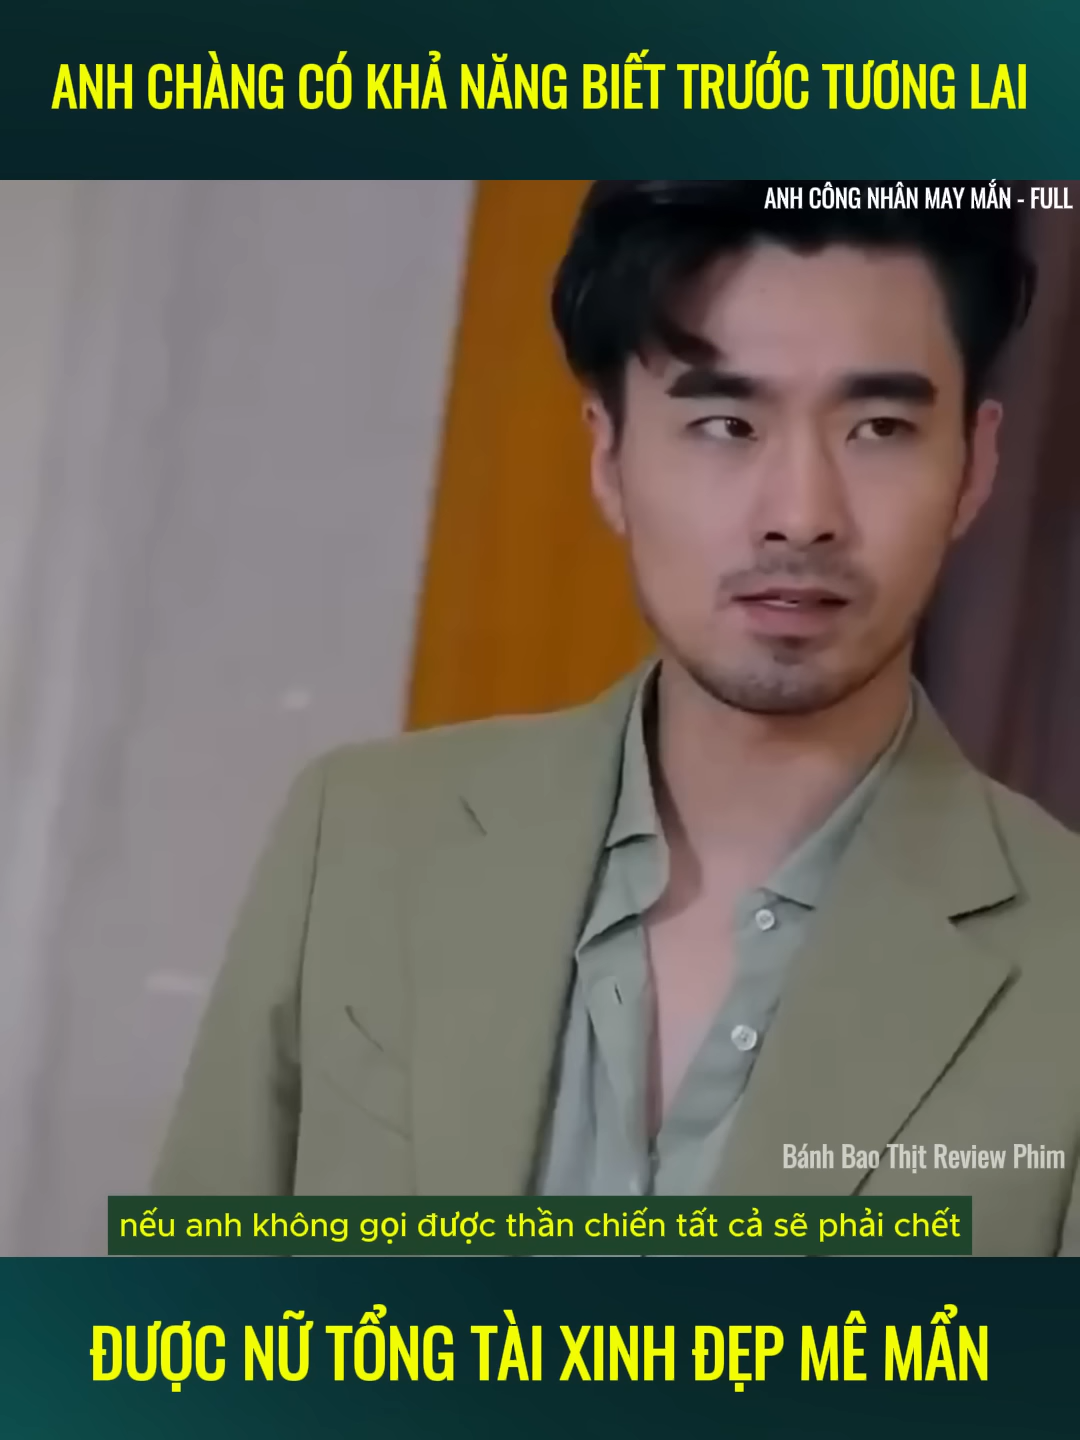 ANH CHÀNG CÓ KHẢ NĂNG BIẾT TRƯỚC TƯƠNG LAI
ANH CÔNG NHÂN MAY MẮN - FULL
Bánh Bao Thịt Review Phim
nếu anh không gọi được thần chiến tất cả sẽ phải chết
ĐƯỢC NỮ TỔNG TÀI XINH ĐẸP MÊ MẨN